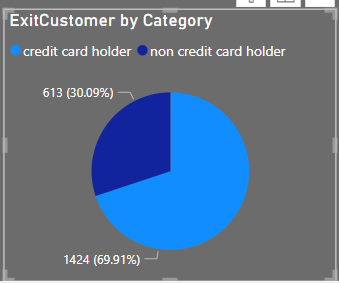 ExitCustomer by Category
credit card holder non credit card holder
613 (30.09%)
1424 (69.91%)